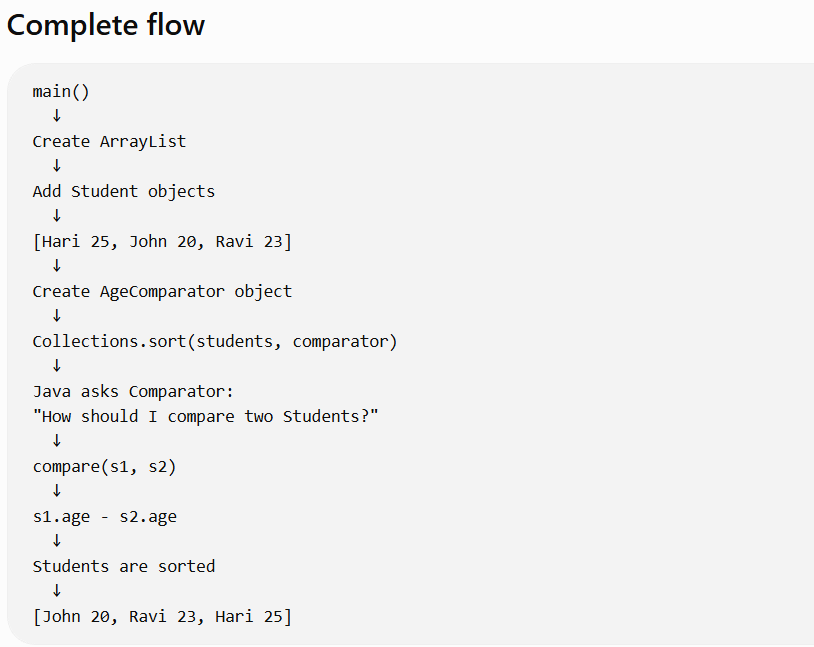 Complete flow
main()
↓
Create ArrayList
↓
Add Student objects
↓
[Hari 25, John 20, Ravi 23]
↓
Create AgeComparator object
↓
Collections.sort(students, comparator)
↓
Java asks Comparator:
"How should I compare two Students?"
↓
compare(s1, s2)
↓
s1.age - s2.age
↓
Students are sorted
↓
[John 20, Ravi 23, Hari 25]